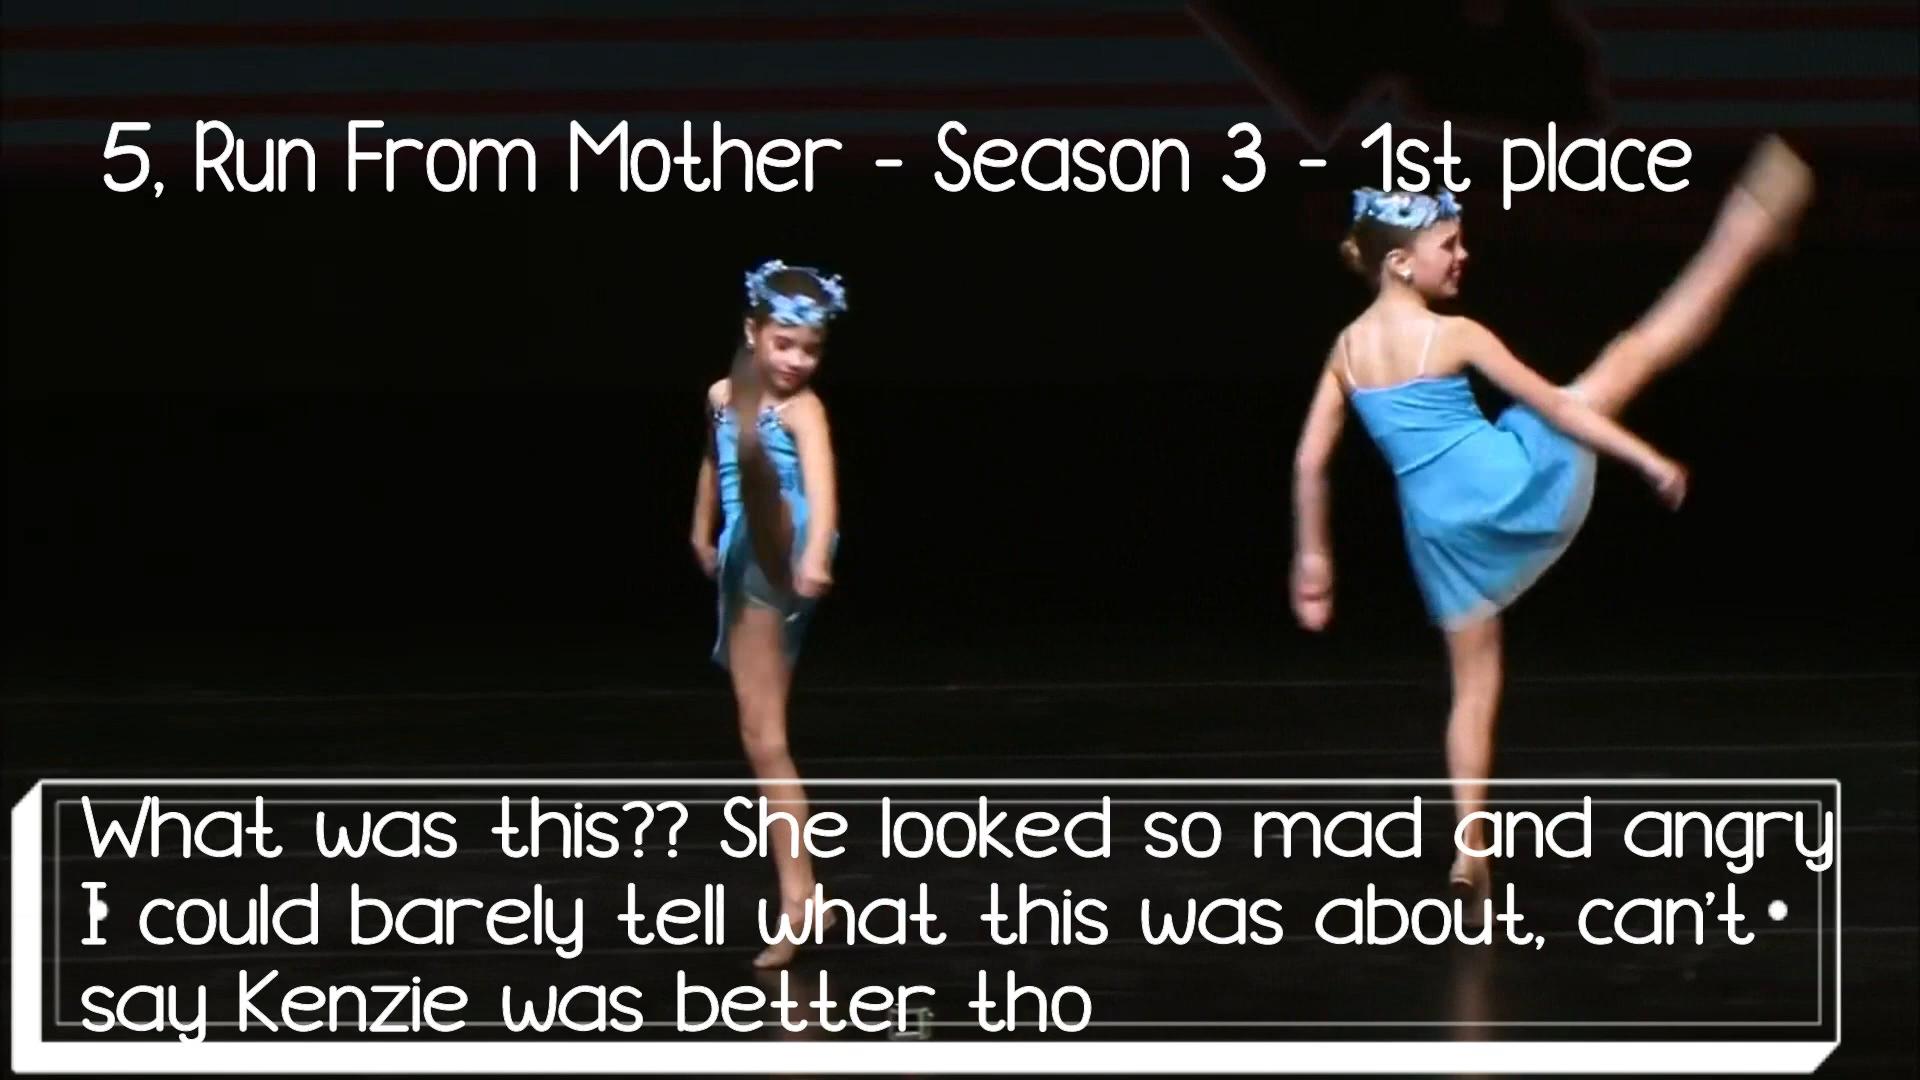 5, Run From Mother - Season 3 - 1st place
What was this?? She looked so mad and angry
I could barely tell what this was about, can't
say Kenzie was better tho